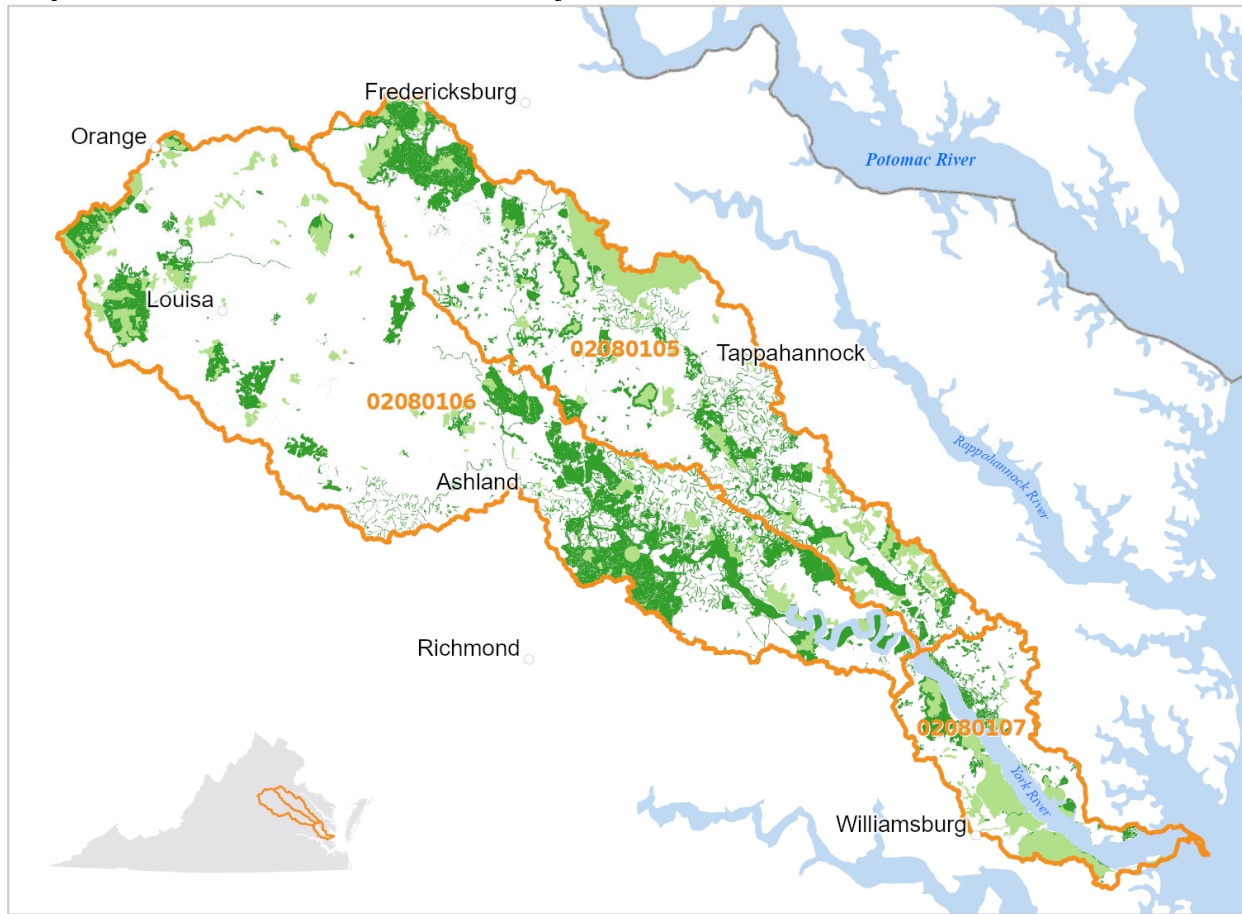 Fredericksburg
Orange
Potomac River
Louisa
02080105
Tappahannock
02080106
Ashland
Rappahannock River
Richmond
02080107
York River
Williamsburg